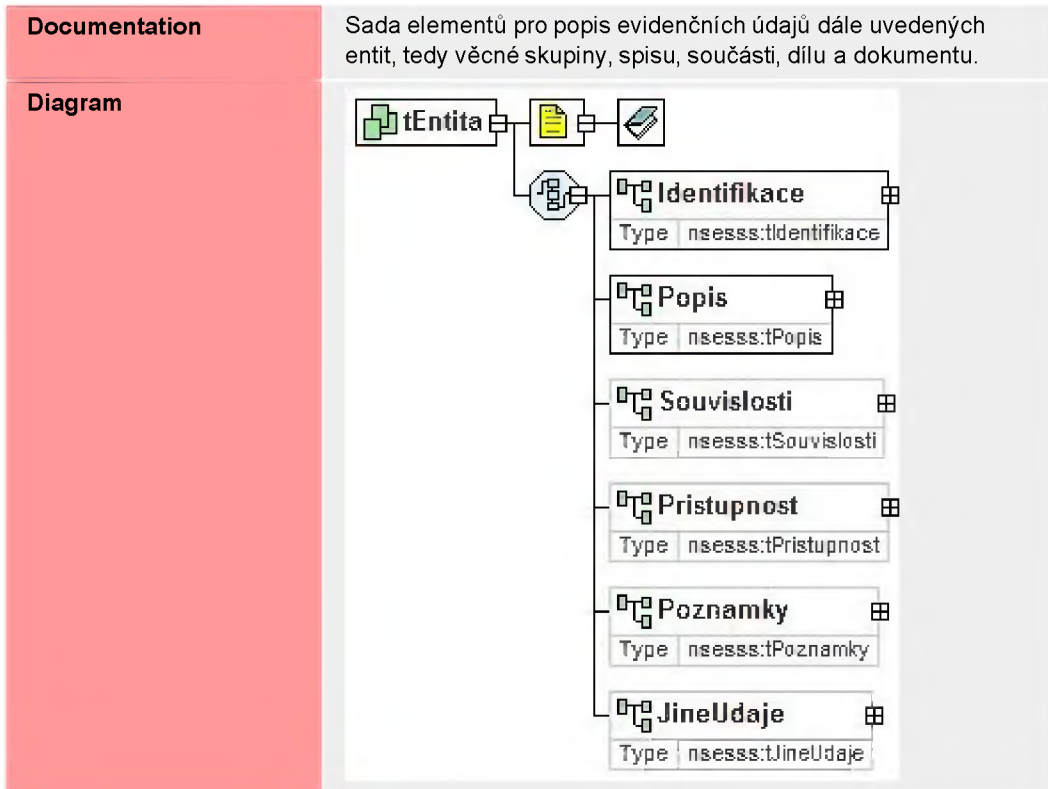 Documentation
Sada elementů pro popis evidenčních údajů dále uvedených
entit, tedy věcné skupiny, spisu, součásti, dílu a dokumentu.
Diagram
tEntita
Identifikace
Type nsesss:tIdentifikace
Popis
Type nsesss:tPopis
Souvislosti
Type nsesss:tSouvislosti
Pristupnost
Type nsesss:tPristupnost
Poznamky
Type nsesss:tPoznamky
JineUdaje
Type nsesss:tJineUdaje